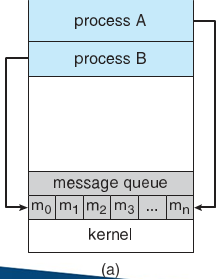 process A
process B
message queue
m0 m1 m2 m3 ... mn
kernel
(a)